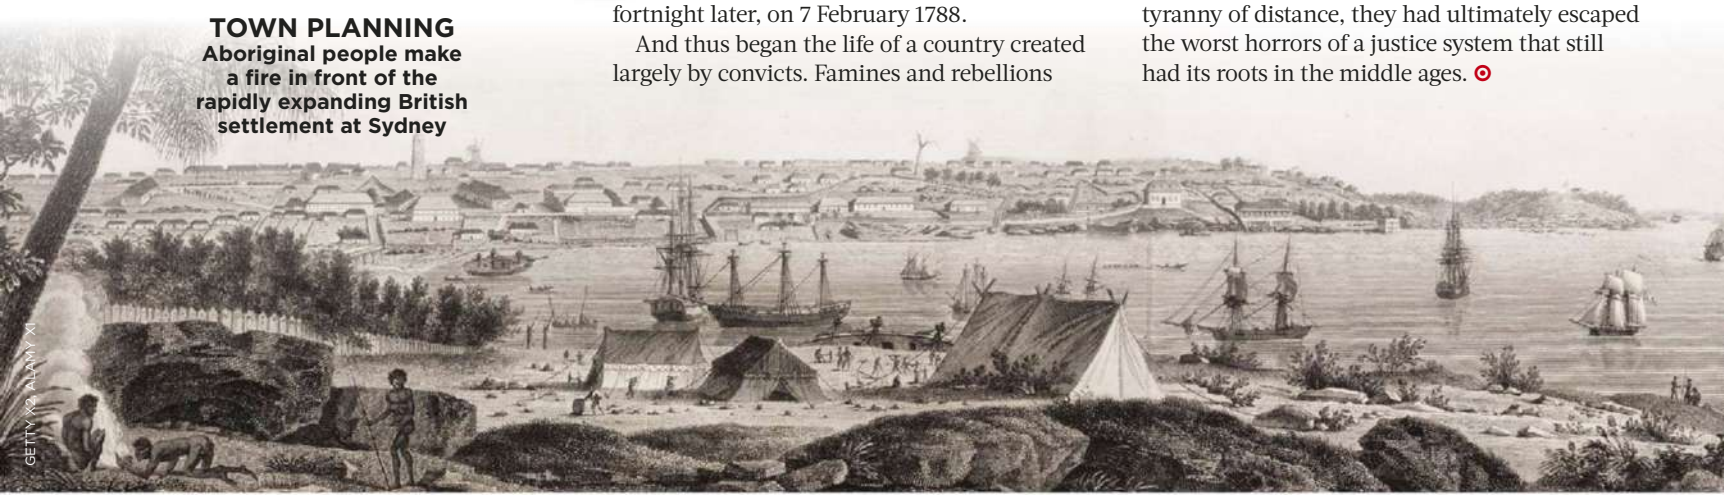 TOWN PLANNING
Aboriginal people make
a fire in front of the
rapidly expanding British
settlement at Sydney
fortnight later, on 7 February 1788.
And thus began the life of a country created
largely by convicts. Famines and rebellions
tyranny of distance, they had ultimately escaped
the worst horrors of a justice system that still
had its roots in the middle ages.
GETTY X2, ALAMY X1